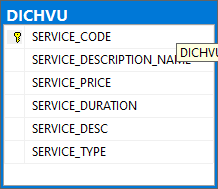 DICHVU
SERVICE_CODE
SERVICE_DESCRIPTION_NAME
DICHVU
SERVICE_PRICE
SERVICE_DURATION
SERVICE_DESC
SERVICE_TYPE